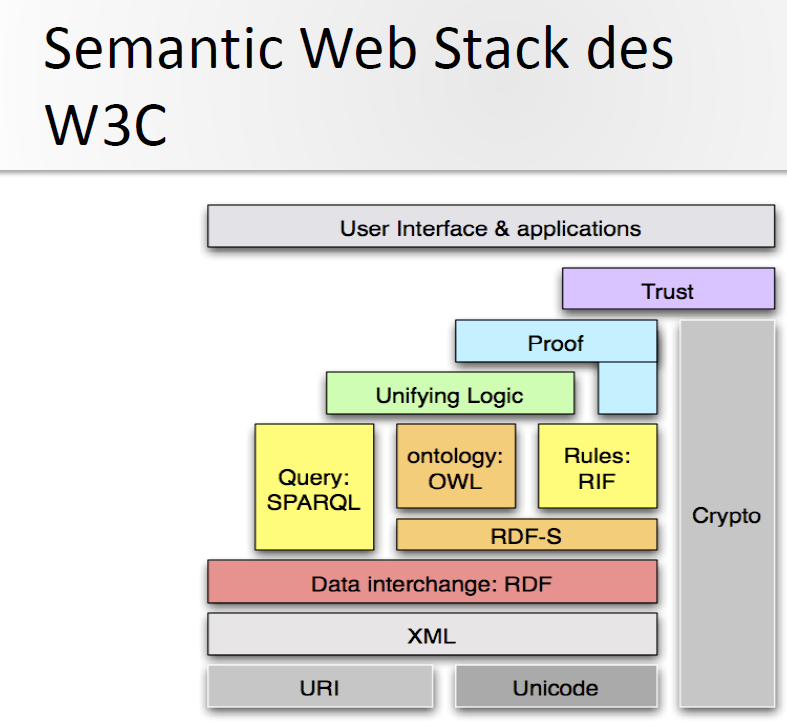 Semantic Web Stack des
W3C
User Interface & applications
Trust
Proof
Unifying Logic
Query:
SPARQL
ontology:
OWL
Rules:
RIF
Crypto
RDF-S
Data interchange: RDF
XML
URI
Unicode